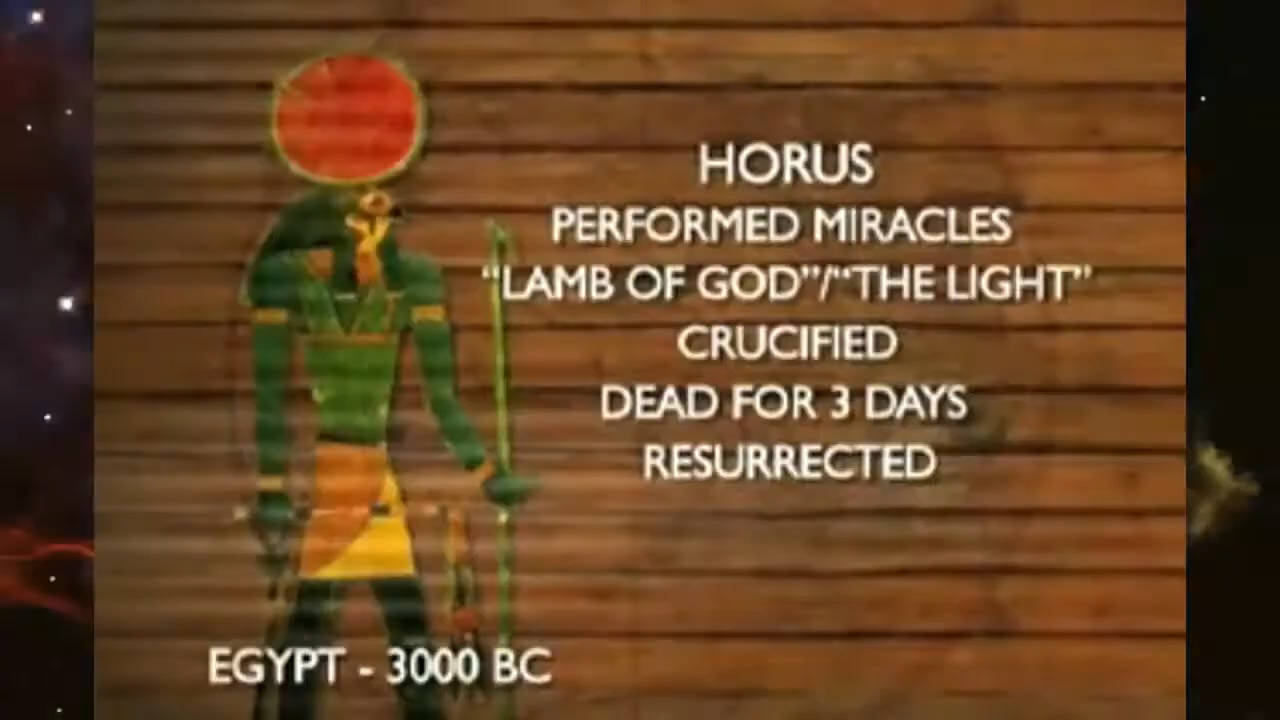 HORUS
PERFORMED MIRACLES
“LAMB OF GOD”/“THE LIGHT”
CRUCIFIED
DEAD FOR 3 DAYS
RESURRECTED
EGYPT - 3000 BC